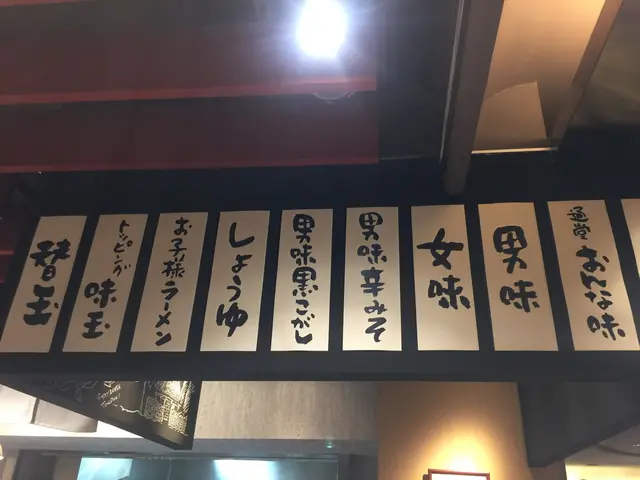 通堂おんな味
男味
女味
男味辛みそ
男味黒こがし
しょうゆ
お子様ラーメン
トッピング味玉
替玉